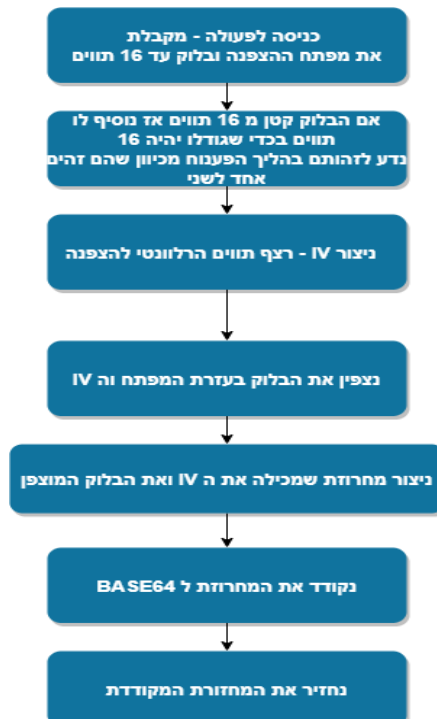 כניסה לפעולה - מקבלת
את מפתח ההצפנה ובלוק עד 16 תווים
אם הבלוק קטן מ 16 תווים אז נוסיף לו
תווים בכדי שגודלו יהיה 16
נדע לזהותם בהליך הפענוח מכיוון שהם זהים
אחד לשני
ניצור IV - רצף תווים הרלוונטי להצפנה
נצפין את הבלוק בעזרת המפתח וה IV
ניצור מחרוזת שמכילה את ה IV ואת הבלוק המוצפן
נקודד את המחרוזת ל BASE64
נחזיר את המחזורת המקודדת